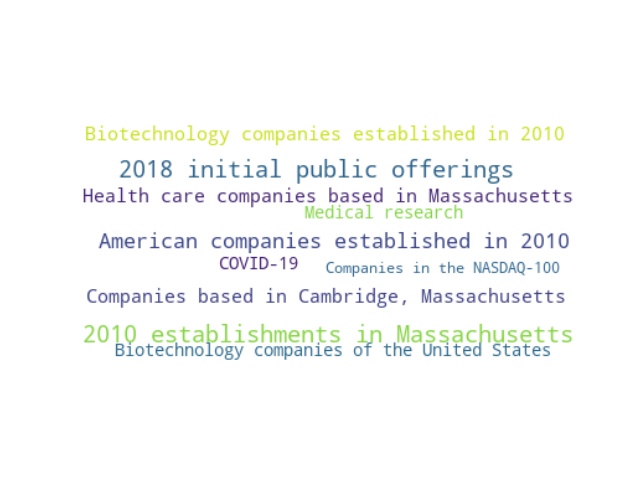 Biotechnology companies established in 2010
2018 initial public offerings
Health care companies based in Massachusetts
Medical research
American companies established in 2010
COVID-19
Companies in the NASDAQ-100
Companies based in Cambridge, Massachusetts
2010 establishments in Massachusetts
Biotechnology companies of the United States